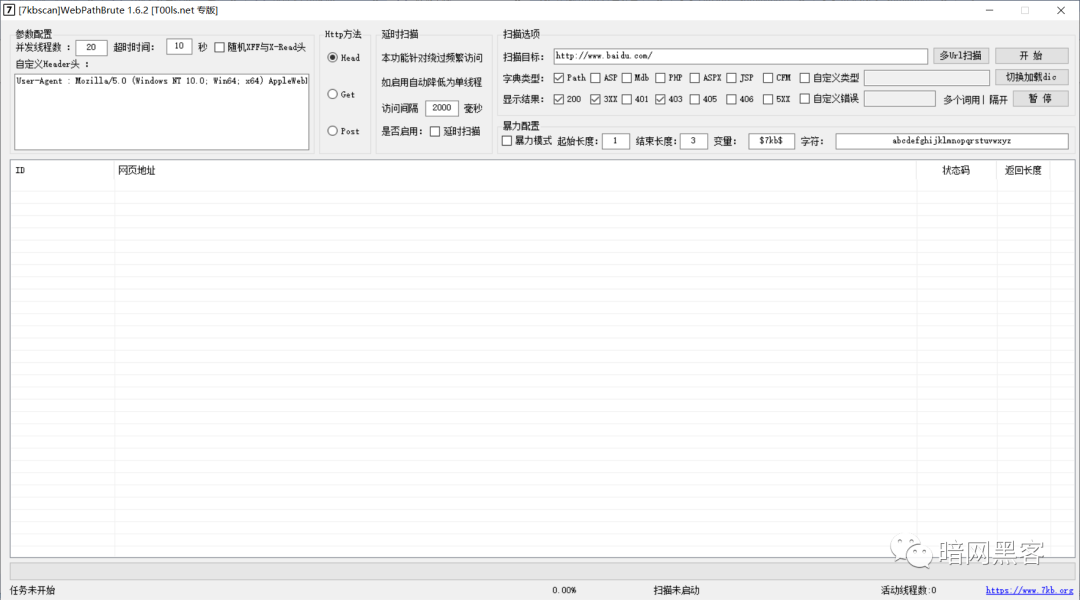 [7kbscan]WebPathBrute 1.6.2 [T00ls.net 专版]
参数配置
并发线程数 : 20 超时时间: 10 秒 随机XFF与X-Read头
自定义Header头 :
User-Agent : Mozilla/5.0 (Windows NT 10.0; Win64; x64) AppleWebl
Http方法
Head
Get
Post
延时扫描
本功能针对绕过频繁访问
如启用自动降低为单线程
访问间隔 2000 毫秒
是否启用: 延时扫描
扫描选项
扫描目标: http://www.baidu.com/ 多Url扫描 开 始
字典类型: Path ASP Mdb PHP ASPX JSP CFM 自定义类型 切换加载dic
显示结果: 200 3XX 401 403 405 406 5XX 自定义错误 多个词用| 隔开 暂 停
暴力配置
暴力模式 起始长度: 1 结束长度: 3 变量: $7kb$ 字符: abcdefghijklmnopqrstuvwxyz
ID 网页地址 状态码 返回长度
暗网黑客
任务未开始 0.00% 扫描未启动 活动线程数:0 https://www.7kb.org